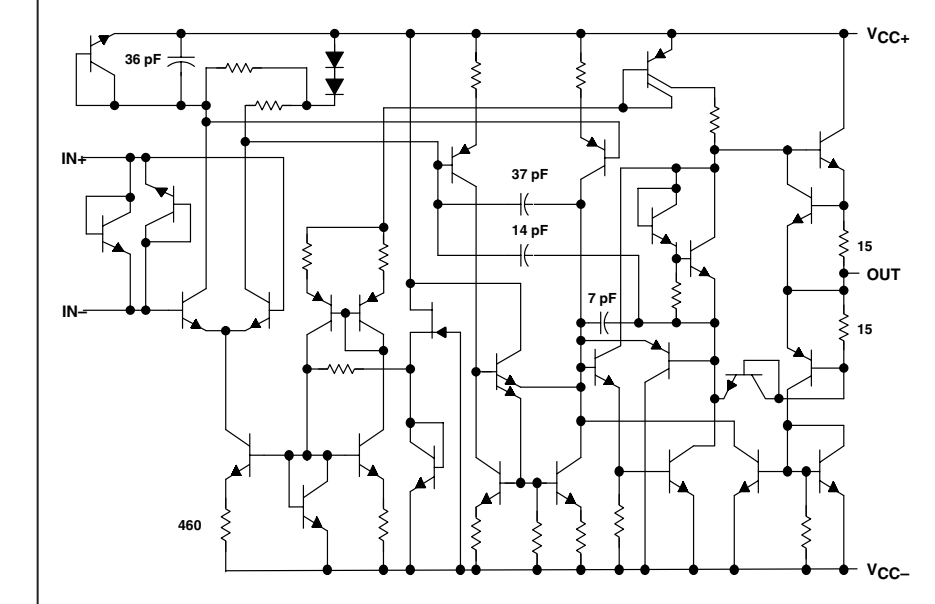 VCC+
36 pF
IN+
37 pF
14 pF
15
OUT
7 pF
IN−
15
460
VCC−